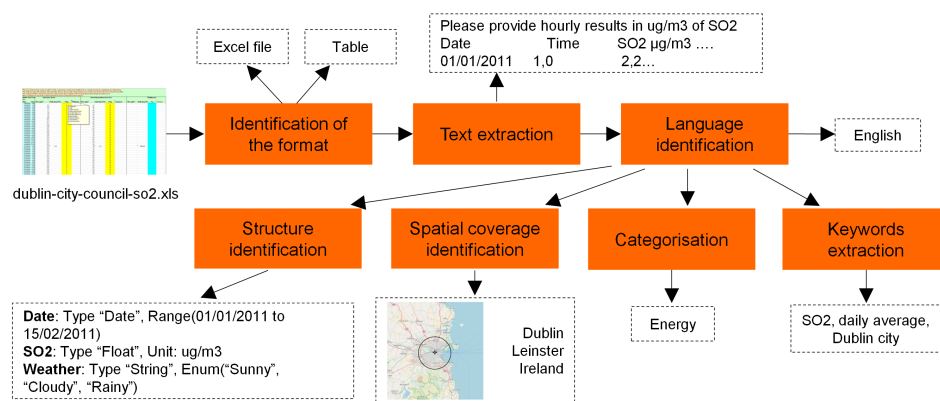 Please provide hourly results in ug/m3 of SO2
Date Time SO2 µg/m3 ....
01/01/2011 1,0 2,2…
Excel file
Table
Identification of
the format
Text extraction
Language
identification
English
dublin-city-council-so2.xls
Structure
identification
Spatial coverage
identification
Categorisation
Keywords
extraction
Date: Type “Date”, Range(01/01/2011 to
15/02/2011)
SO2: Type “Float”, Unit: ug/m3
Weather: Type “String”, Enum(“Sunny”,
“Cloudy”, “Rainy”)
Dublin
Leinster
Ireland
Energy
SO2, daily average,
Dublin city